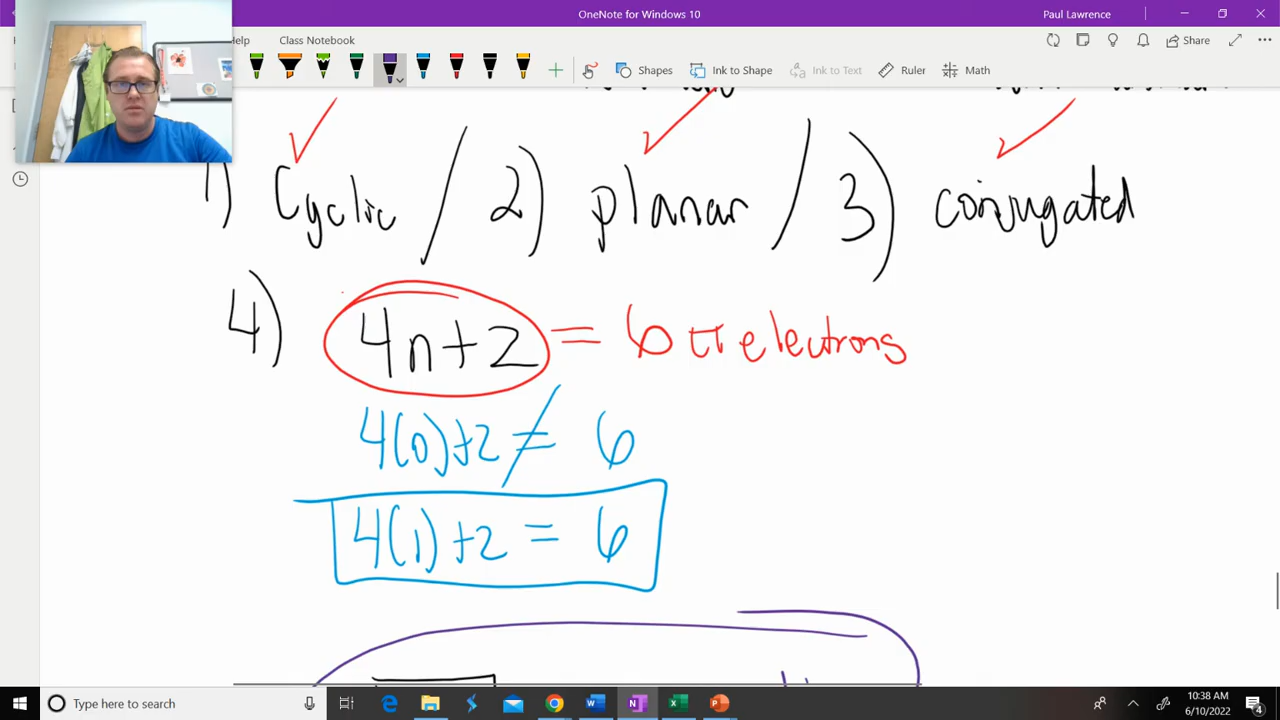 OneNote for Windows 10
Paul Lawrence
Help Class Notebook
Share
Shapes Ink to Shape Ink to Text Ruler Math
1) Cyclic / 2) planar / 3) conjugated
4) 4n+2 = 6 π electrons
4(0)+2 ≠ 6
4(1)+2 = 6
Type here to search
10:38 AM
6/10/2022
4